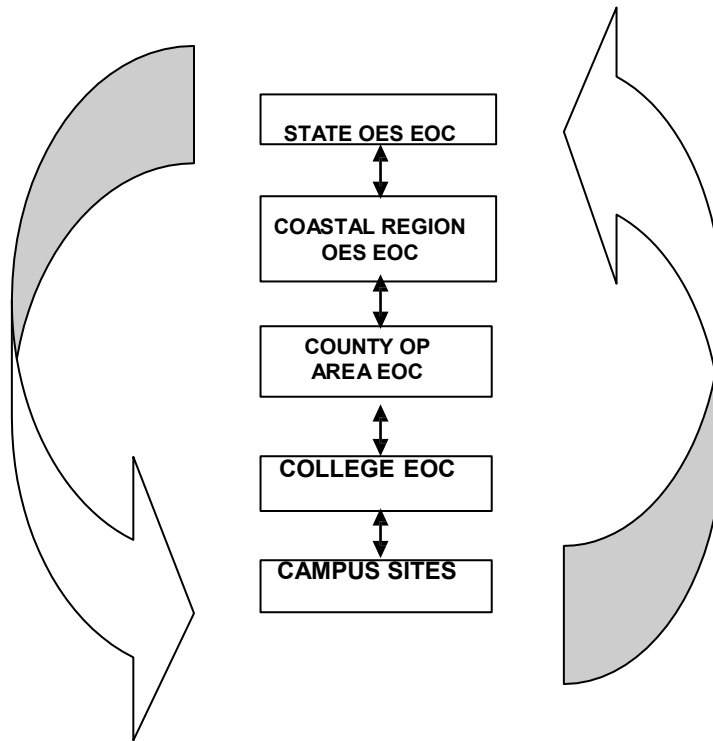 STATE OES EOC
COASTAL REGION
OES EOC
COUNTY OP
AREA EOC
COLLEGE EOC
CAMPUS SITES